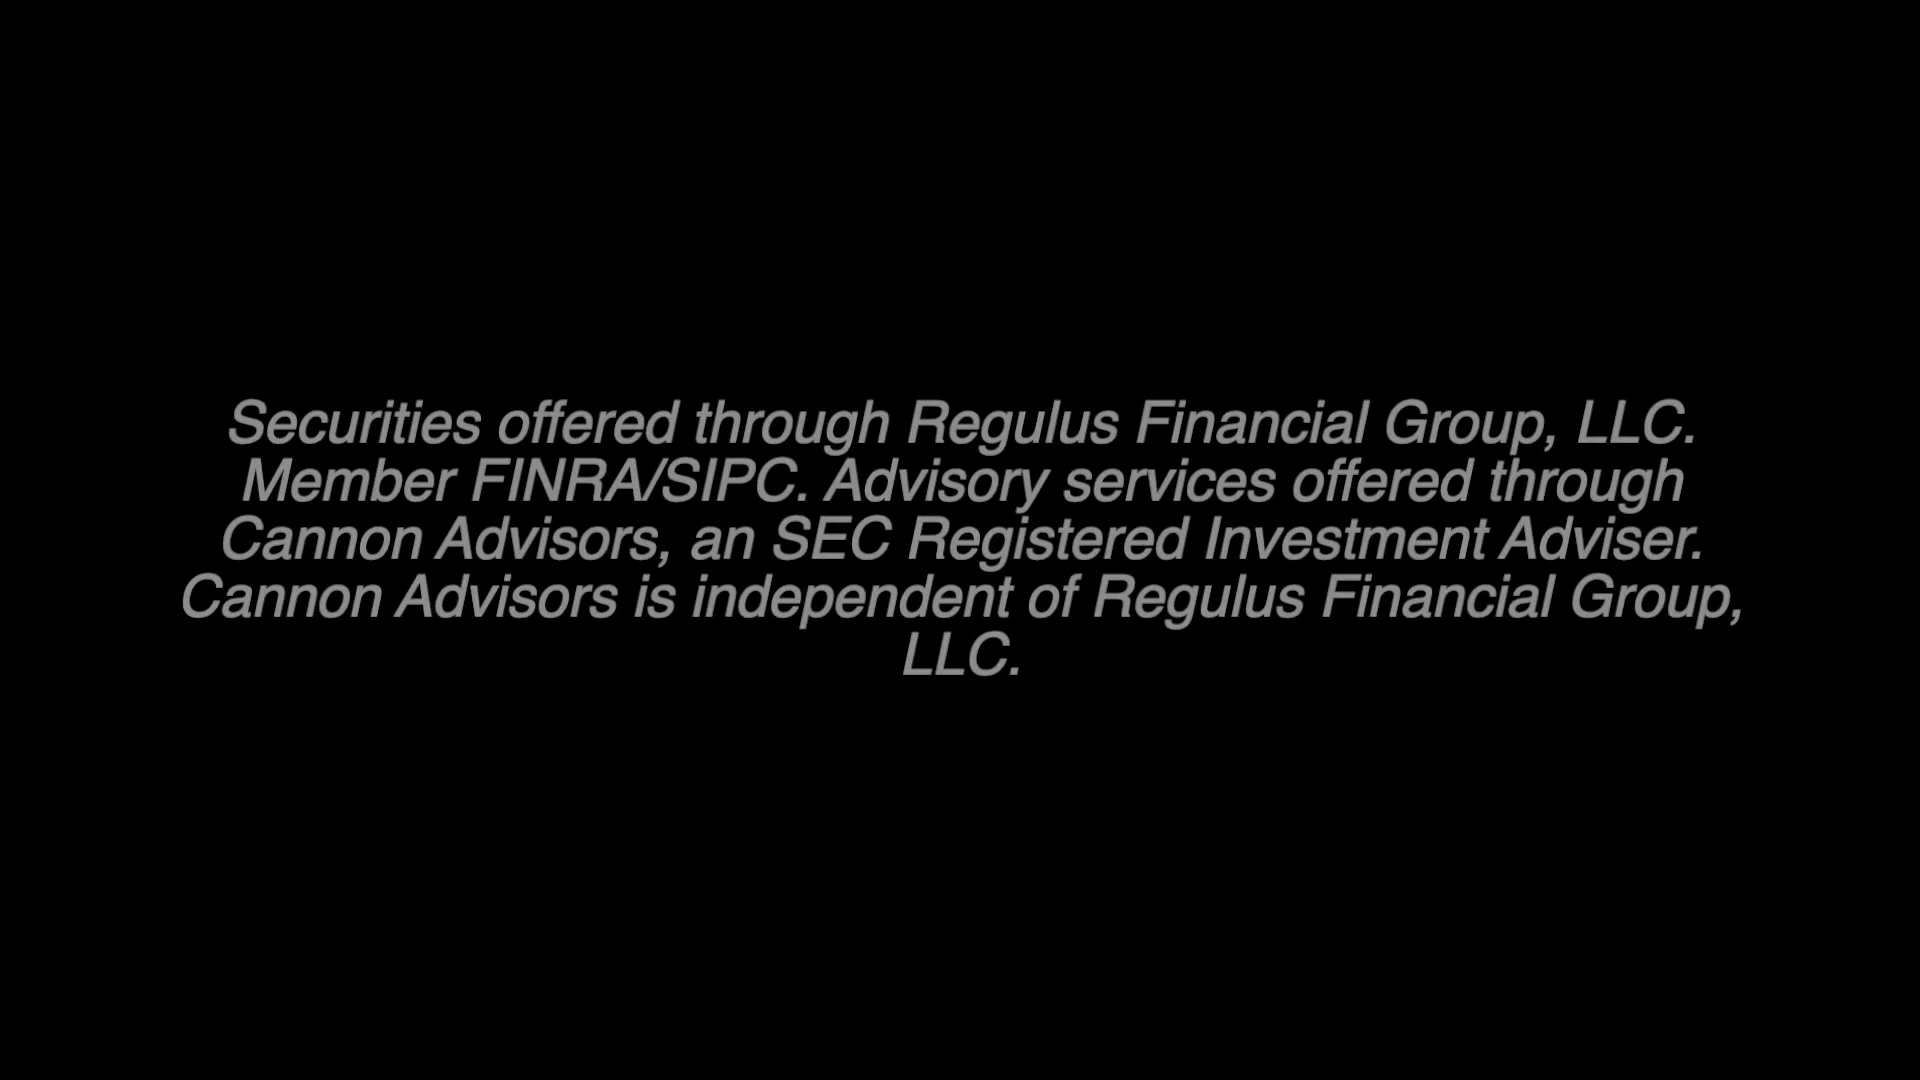 Securities offered through Regulus Financial Group, LLC.
Member FINRA/SIPC. Advisory services offered through
Cannon Advisors, an SEC Registered Investment Adviser.
Cannon Advisors is independent of Regulus Financial Group,
LLC.